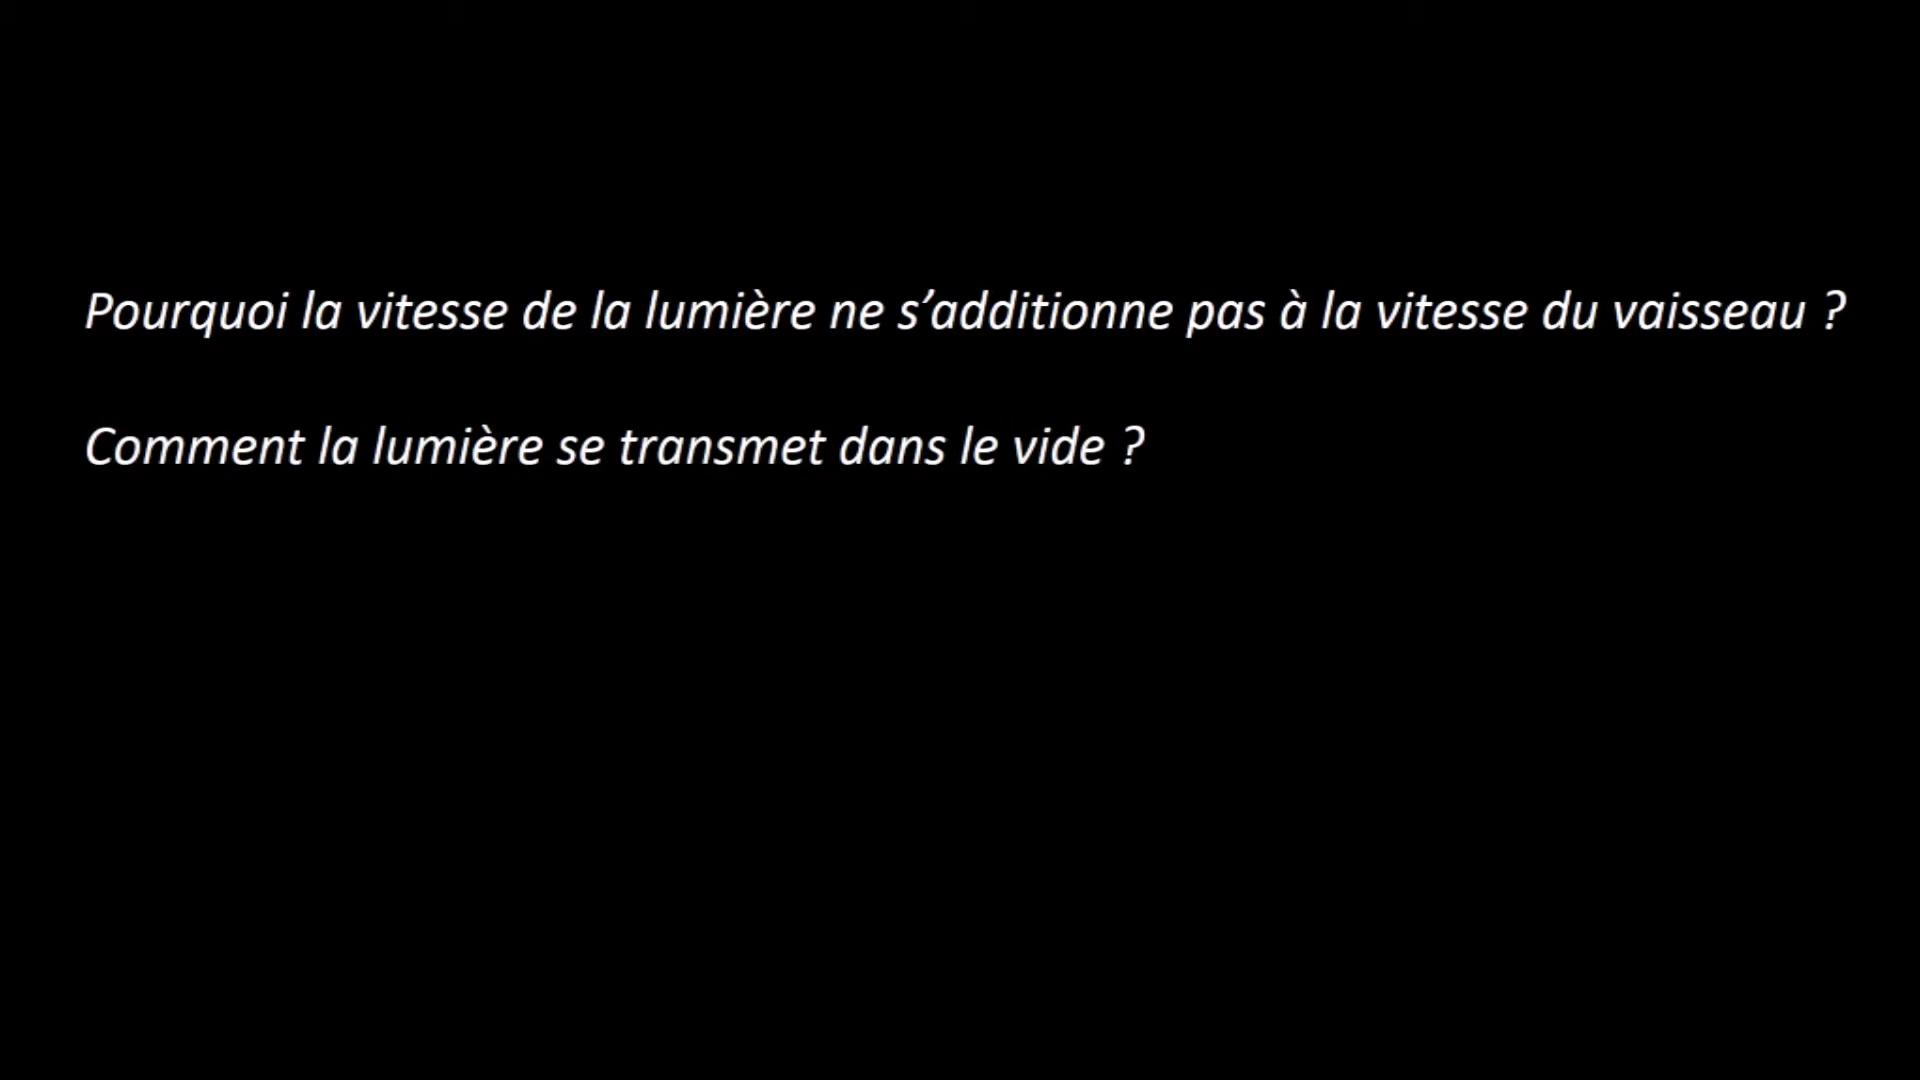 Pourquoi la vitesse de la lumière ne s’additionne pas à la vitesse du vaisseau ?
Comment la lumière se transmet dans le vide ?